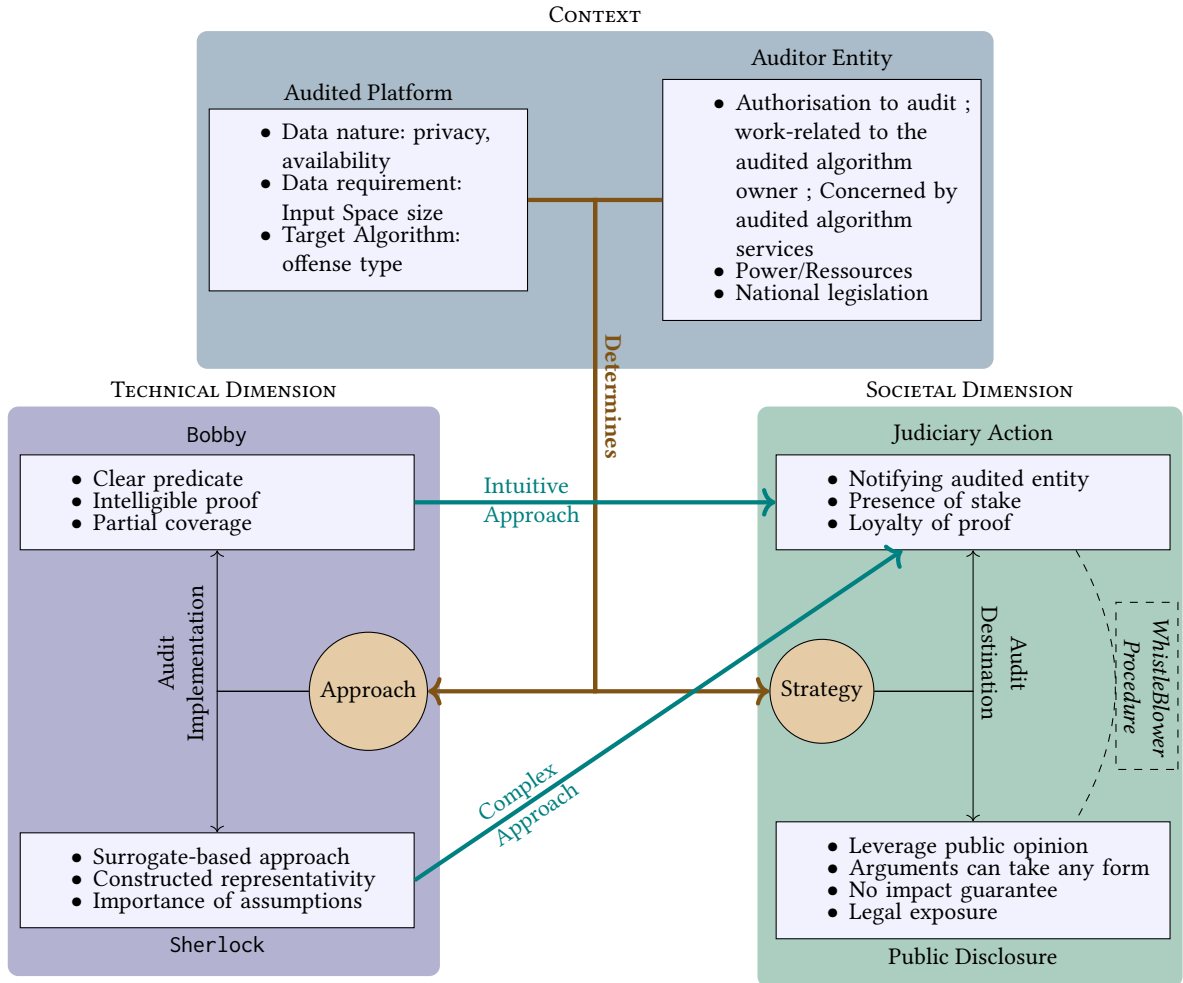 CONTEXT
Audited Platform
• Data nature: privacy,
availability
• Data requirement:
Input Space size
• Target Algorithm:
offense type
Auditor Entity
• Authorisation to audit ;
work-related to the
audited algorithm
owner ; Concerned by
audited algorithm
services
• Power/Ressources
• National legislation
Determines
TECHNICAL DIMENSION
Bobby
• Clear predicate
• Intelligible proof
• Partial coverage
Audit
Implementation
Approach
• Surrogate-based approach
• Constructed representativity
• Importance of assumptions
Sherlock
Intuitive
Approach
Complex
Approach
SOCIETAL DIMENSION
Judiciary Action
• Notifying audited entity
• Presence of stake
• Loyalty of proof
Strategy
Audit
Destination
WhistleBlower
Procedure
• Leverage public opinion
• Arguments can take any form
• No impact guarantee
• Legal exposure
Public Disclosure